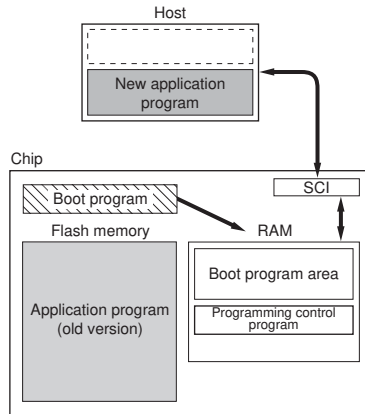 Host
New application
program
Chip
SCI
Boot program
Flash memory
RAM
Application program
(old version)
Boot program area
Programming control
program